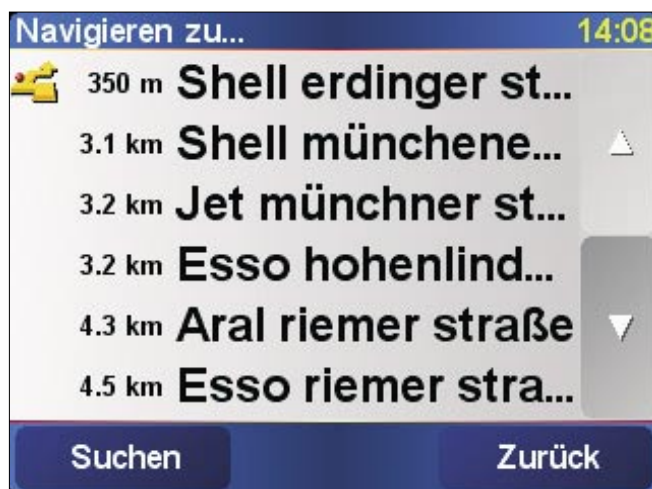 Navigieren zu... 14:08
350 m Shell erdinger st...
3.1 km Shell münchene...
3.2 km Jet münchner st...
3.2 km Esso hohenlind...
4.3 km Aral riemer straße
4.5 km Esso riemer stra...
Suchen Zurück